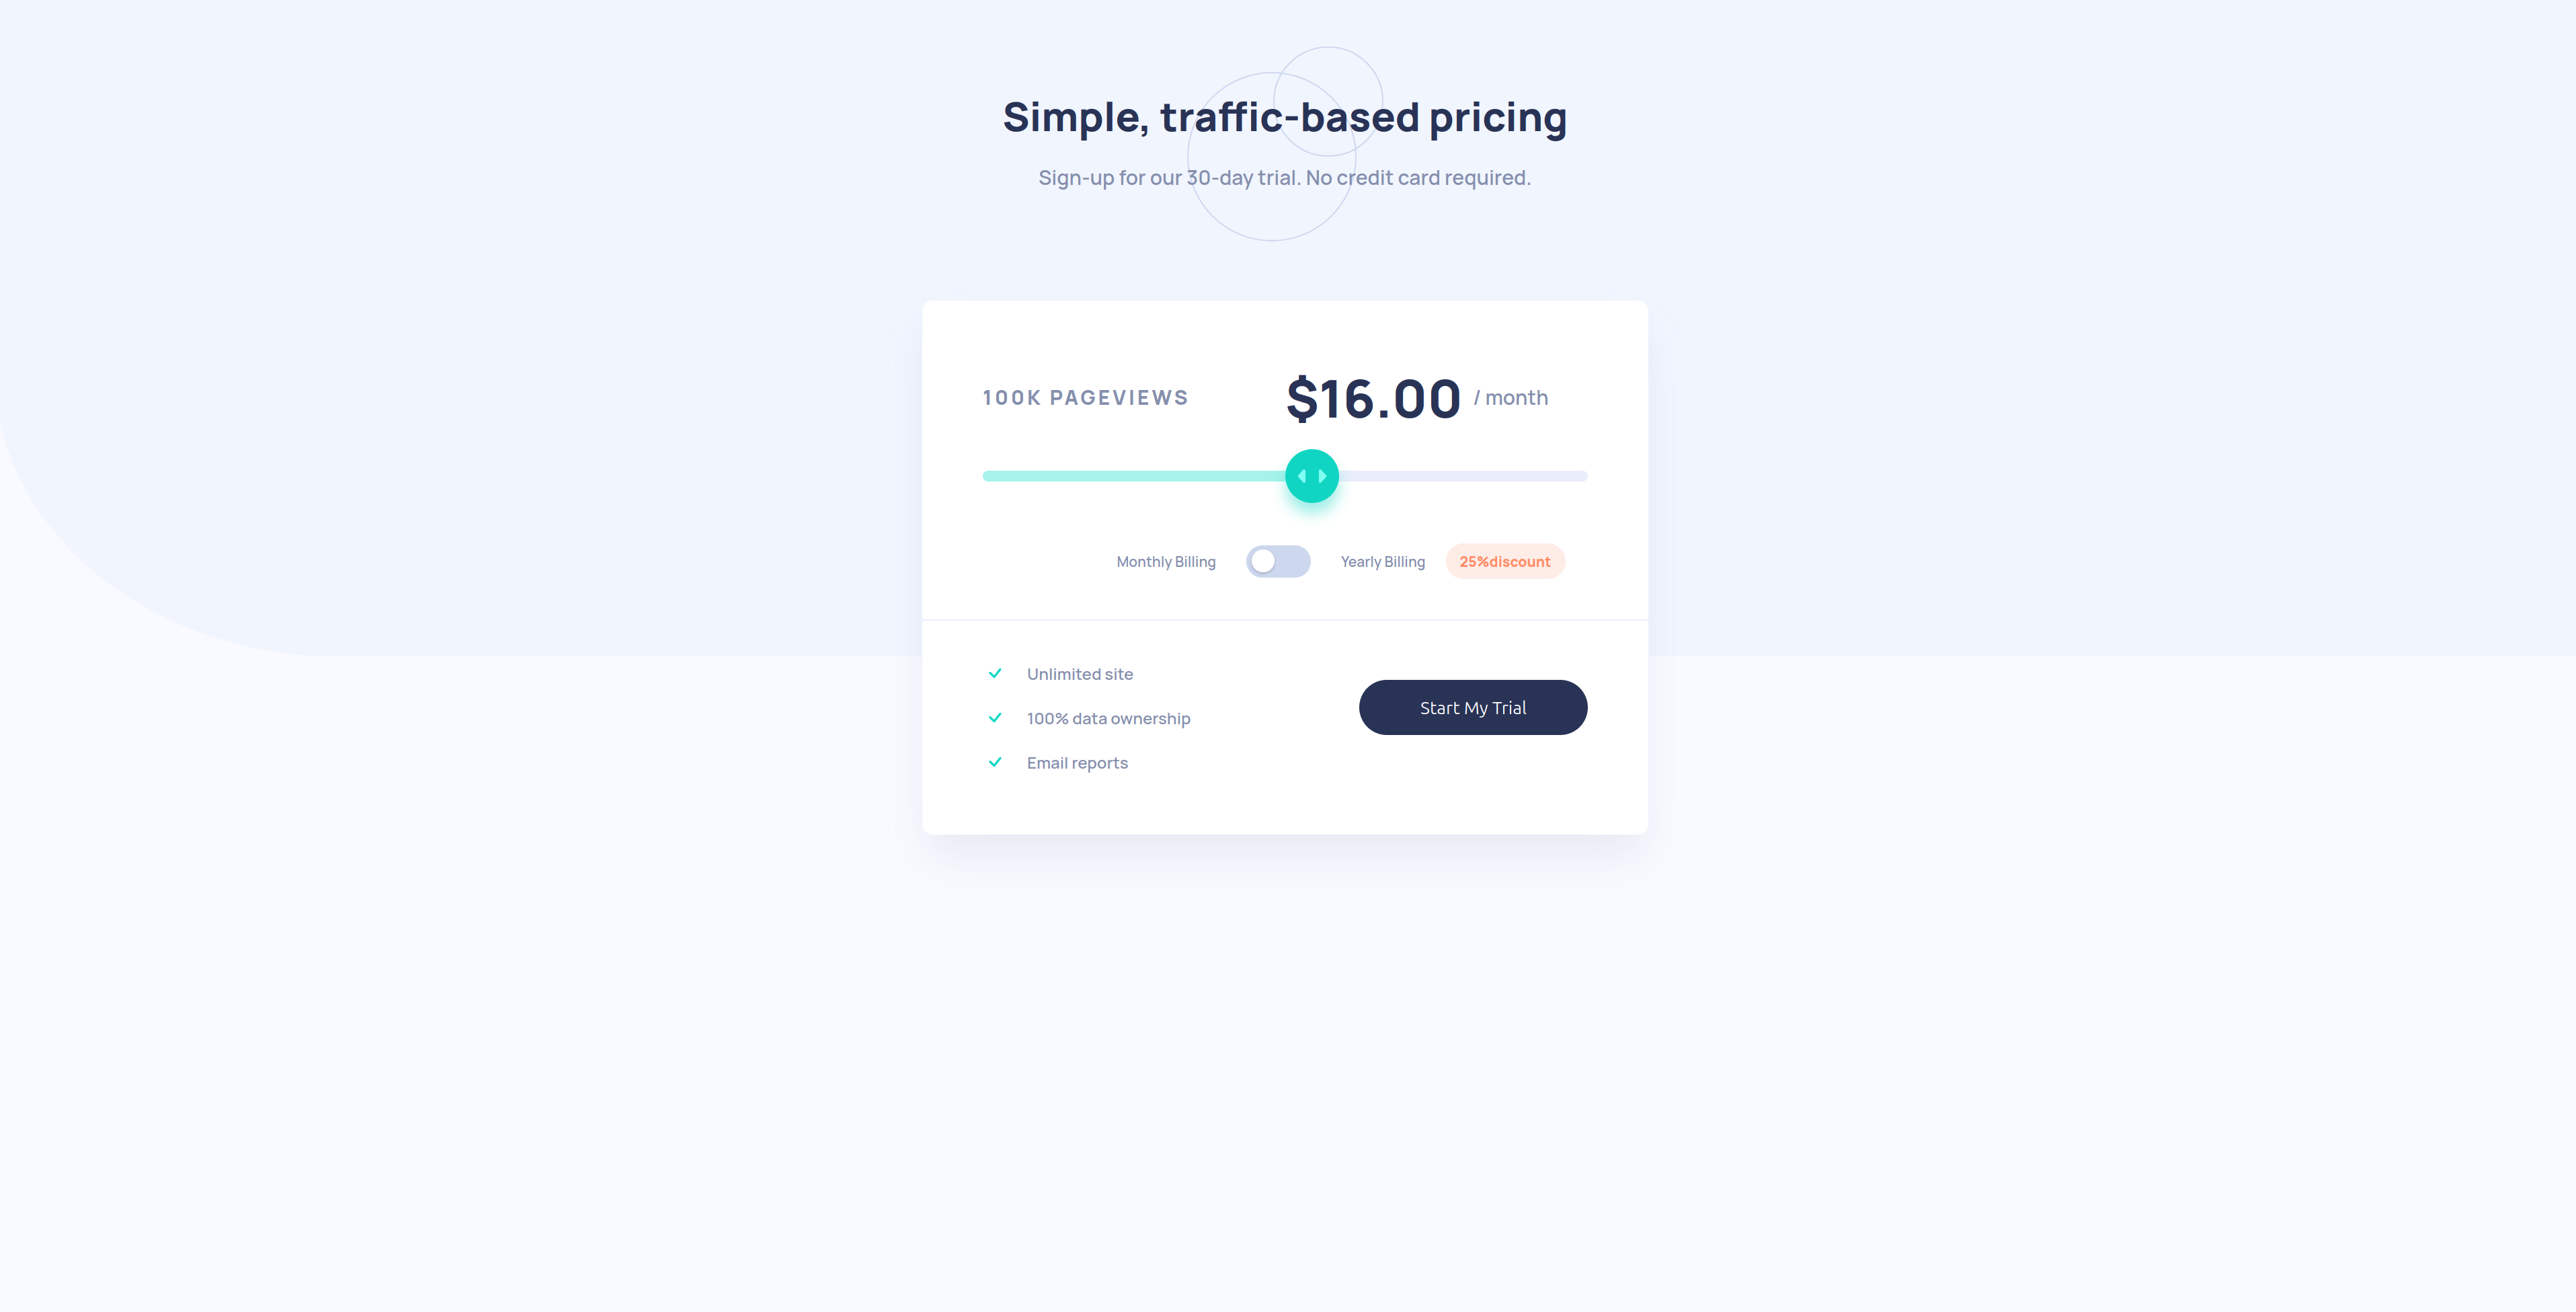 Simple, traffic-based pricing
Sign-up for our 30-day trial. No credit card required.
100K PAGEVIEWS
$16.00 / month
Monthly Billing
Yearly Billing
25%discount
Unlimited site
100% data ownership
Email reports
Start My Trial